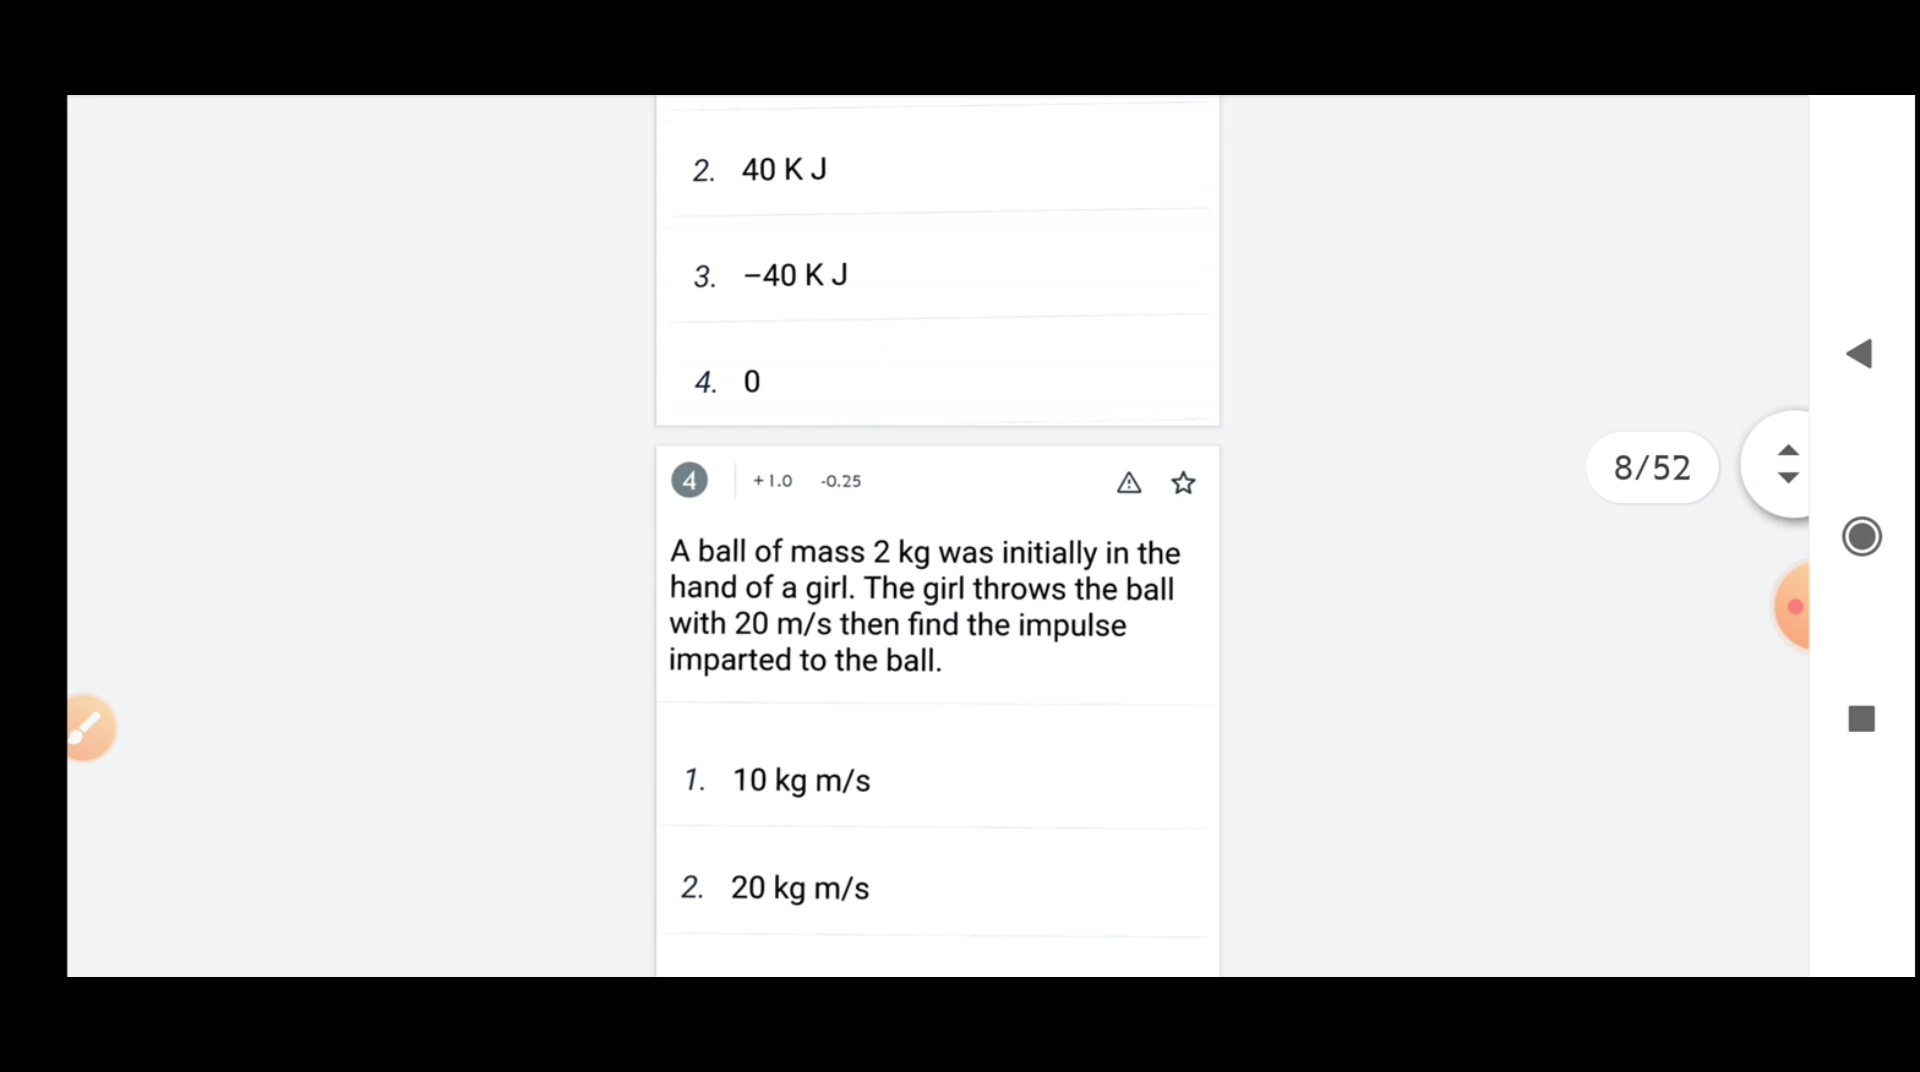 2. 40 K J
3. −40 K J
4. 0
4 +1.0 -0.25
8/52
A ball of mass 2 kg was initially in the
hand of a girl. The girl throws the ball
with 20 m/s then find the impulse
imparted to the ball.
1. 10 kg m/s
2. 20 kg m/s